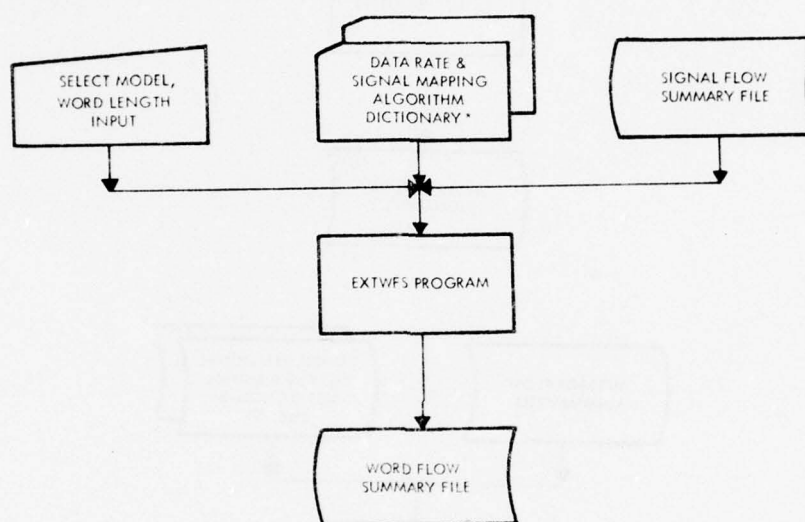 SELECT MODEL,
WORD LENGTH
INPUT
DATA RATE &
SIGNAL MAPPING
ALGORITHM
DICTIONARY *
SIGNAL FLOW
SUMMARY FILE
EXTWFS PROGRAM
WORD FLOW
SUMMARY FILE